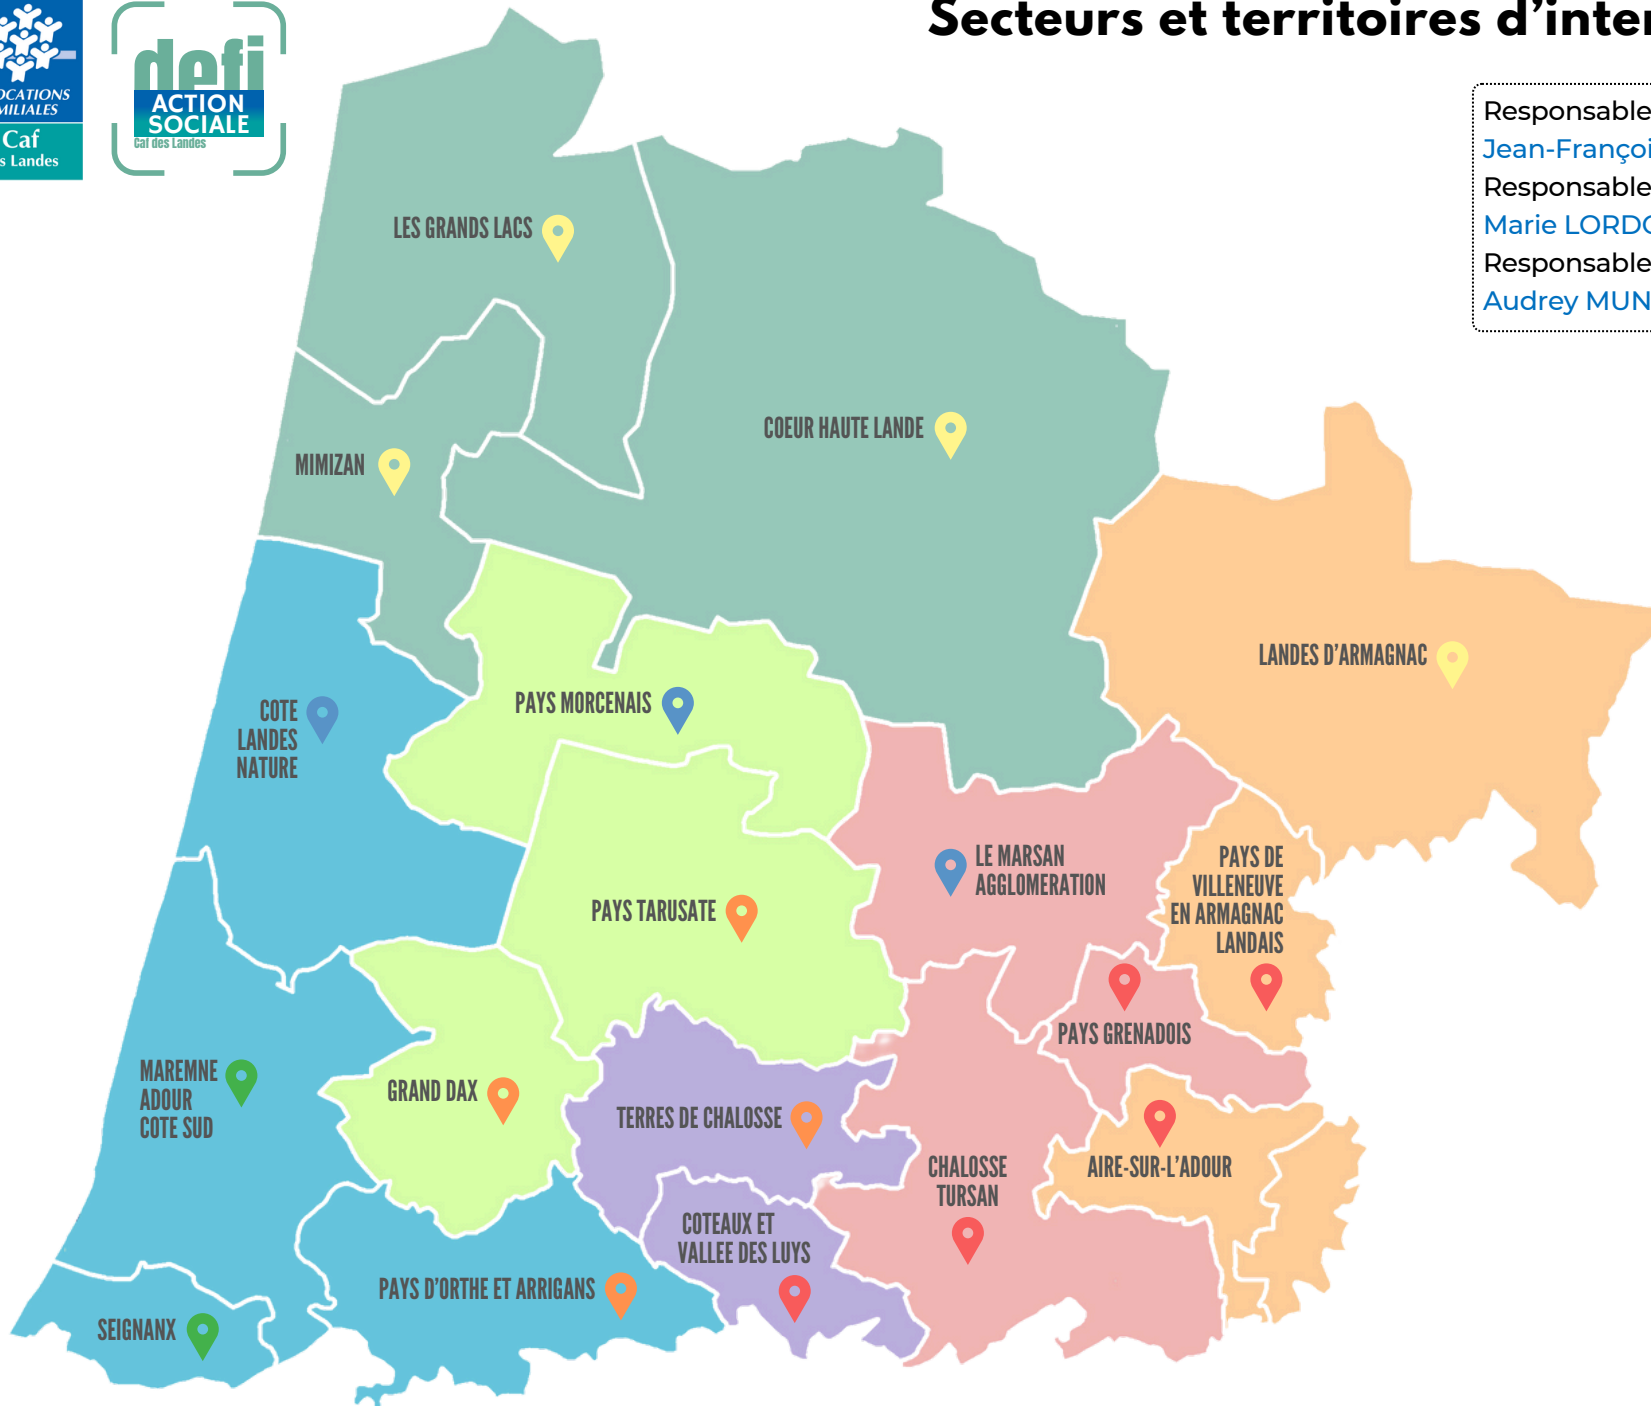 OCATIONS
MILIALES
Caf
s Landes
defi
ACTION
SOCIALE
Caf des Landes
Secteurs et territoires d’inter
Responsable
Jean-Françoi
Responsable
Marie LORDO
Responsable
Audrey MUN
LES GRANDS LACS
COEUR HAUTE LANDE
MIMIZAN
LANDES D’ARMAGNAC
PAYS MORCENAIS
COTE
LANDES
NATURE
LE MARSAN
AGGLOMERATION
PAYS DE
VILLENEUVE
EN ARMAGNAC
LANDAIS
PAYS TARUSATE
PAYS GRENADOIS
MAREMNE
ADOUR
COTE SUD
GRAND DAX
TERRES DE CHALOSSE
CHALOSSE
TURSAN
AIRE-SUR-L’ADOUR
COTEAUX ET
VALLEE DES LUYS
PAYS D’ORTHE ET ARRIGANS
SEIGNANX